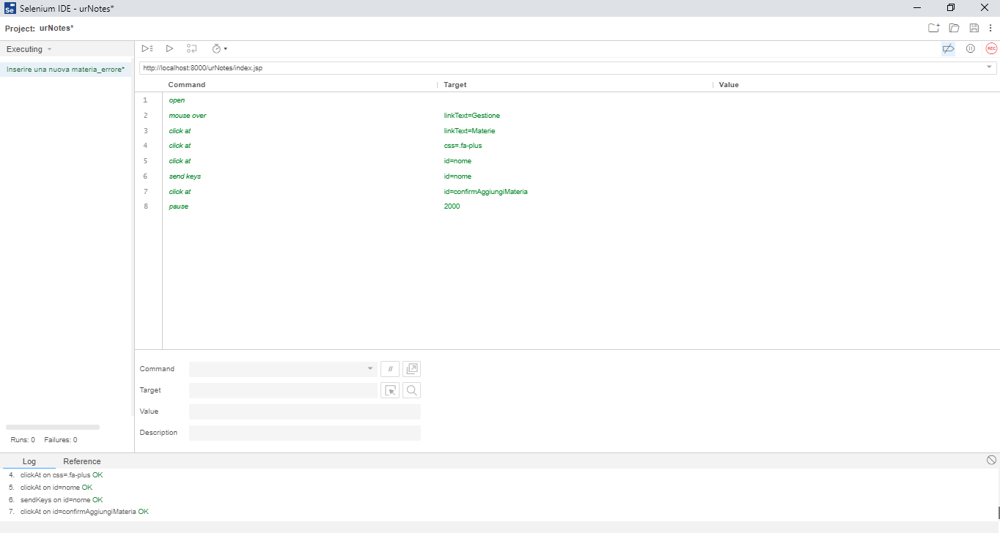 Selenium IDE - urNotes*
Project: urNotes*
Executing
Inserire una nuova materia_errore*
REC
http://localhost:8000/urNotes/index.jsp
Command Target Value
1 open
2 mouse over linkText=Gestione
3 click at linkText=Materie
4 click at css=.fa-plus
5 click at id=nome
6 send keys id=nome
7 click at id=confirmAggiungiMateria
8 pause 2000
Command //
Target
Value
Description
Runs: 0 Failures: 0
Log Reference
4. clickAt on css=.fa-plus OK
5. clickAt on id=nome OK
6. sendKeys on id=nome OK
7. clickAt on id=confirmAggiungiMateria OK